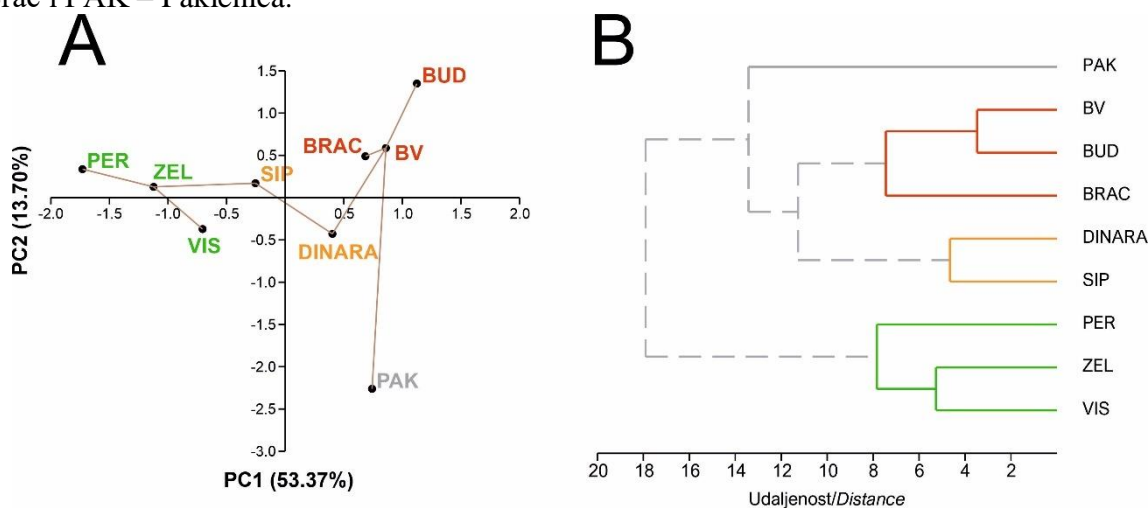 rac i PAK – Paklenica.
A
B
1.5
1.0
0.5
-0.5
-1.0
-1.5
-2.0
-2.5
-3.0
-2.0
-1.5
-1.0
-0.5
0.5
1.0
1.5
2.0
PC2 (13.70%)
PC1 (53.37%)
PER
ZEL
VIS
SIP
DINARA
BRAC
BV
BUD
PAK
PAK
BV
BUD
BRAC
DINARA
SIP
PER
ZEL
VIS
20 18 16 14 12 10 8 6 4 2
Udaljenost/Distance